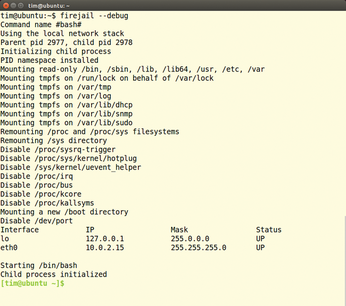 tim@ubuntu: ~
tim@ubuntu:~$ firejail --debug
Command name #bash#
Using the local network stack
Parent pid 2977, child pid 2978
Initializing child process
PID namespace installed
Mounting read-only /bin, /sbin, /lib, /lib64, /usr, /etc, /var
Mounting tmpfs on /run/lock on behalf of /var/lock
Mounting tmpfs on /var/tmp
Mounting tmpfs on /var/log
Mounting tmpfs on /var/lib/dhcp
Mounting tmpfs on /var/lib/snmp
Mounting tmpfs on /var/lib/sudo
Remounting /proc and /proc/sys filesystems
Remounting /sys directory
Disable /proc/sysrq-trigger
Disable /proc/sys/kernel/hotplug
Disable /sys/kernel/uevent_helper
Disable /proc/irq
Disable /proc/bus
Disable /proc/kcore
Disable /proc/kallsyms
Mounting a new /boot directory
Disable /dev/port
Interface IP Mask Status
lo 127.0.0.1 255.0.0.0 UP
eth0 10.0.2.15 255.255.255.0 UP
Starting /bin/bash
Child process initialized
[tim@ubuntu ~]$